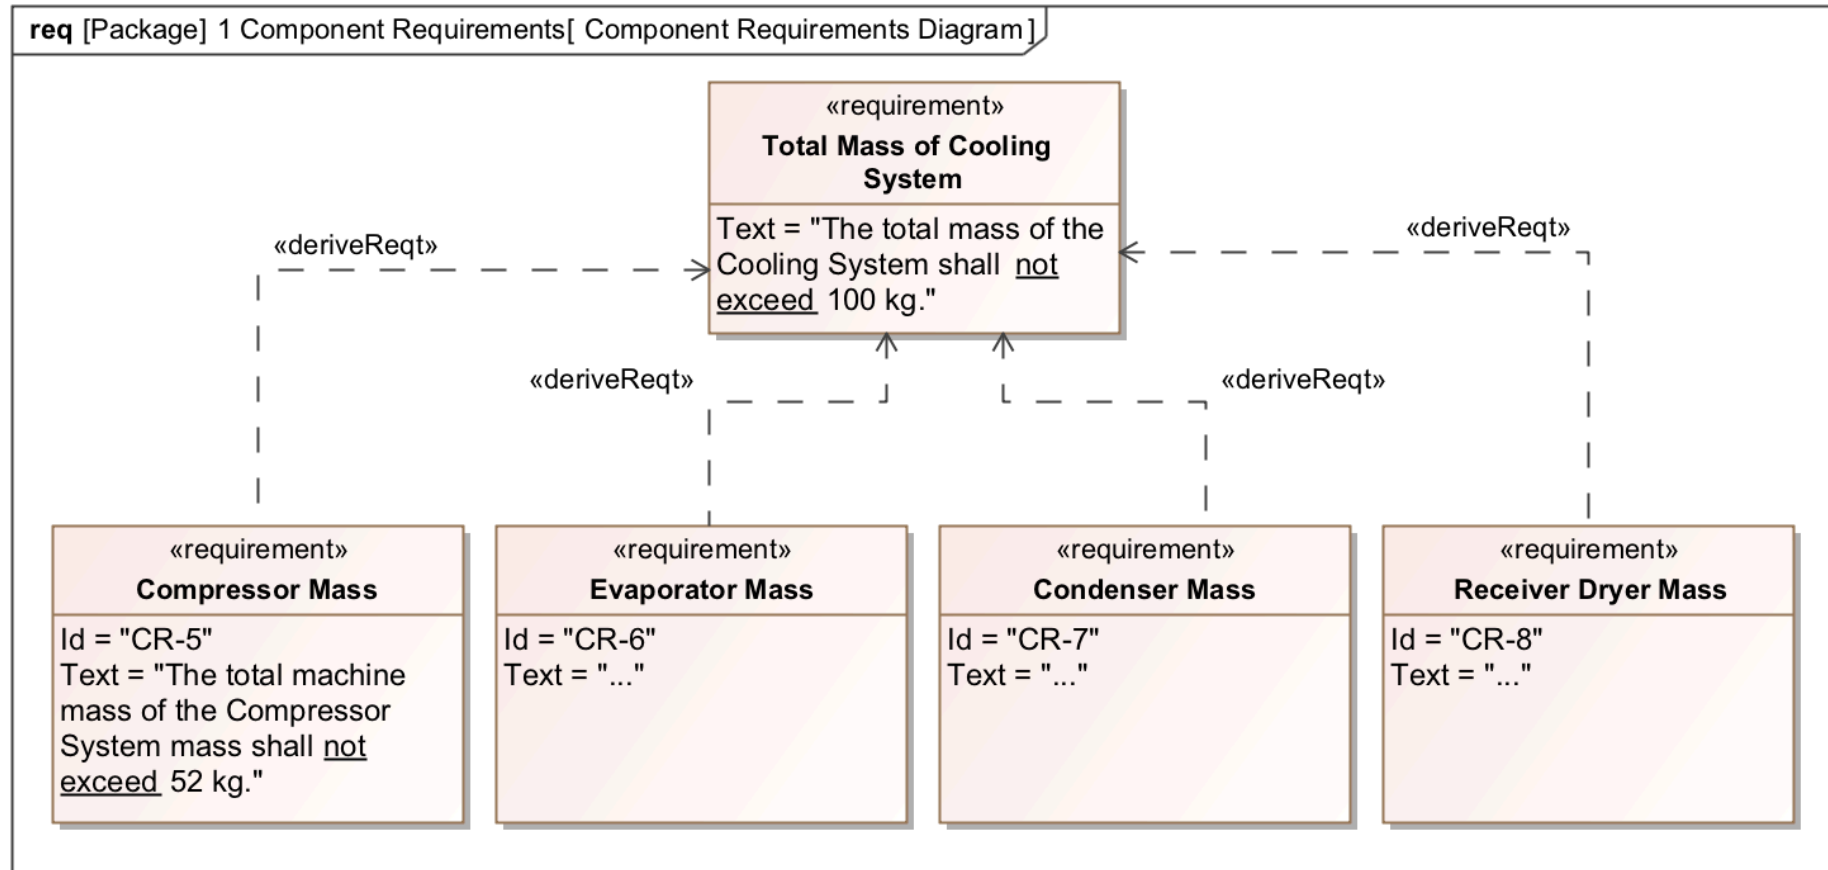 req [Package] 1 Component Requirements[ Component Requirements Diagram ]
«requirement»
Total Mass of Cooling
System
Text = "The total mass of the
Cooling System shall not
exceed 100 kg."
«deriveReqt»
«deriveReqt»
«deriveReqt»
«deriveReqt»
«requirement»
Compressor Mass
Id = "CR-5"
Text = "The total machine
mass of the Compressor
System mass shall not
exceed 52 kg."
«requirement»
Evaporator Mass
Id = "CR-6"
Text = "..."
«requirement»
Condenser Mass
Id = "CR-7"
Text = "..."
«requirement»
Receiver Dryer Mass
Id = "CR-8"
Text = "..."